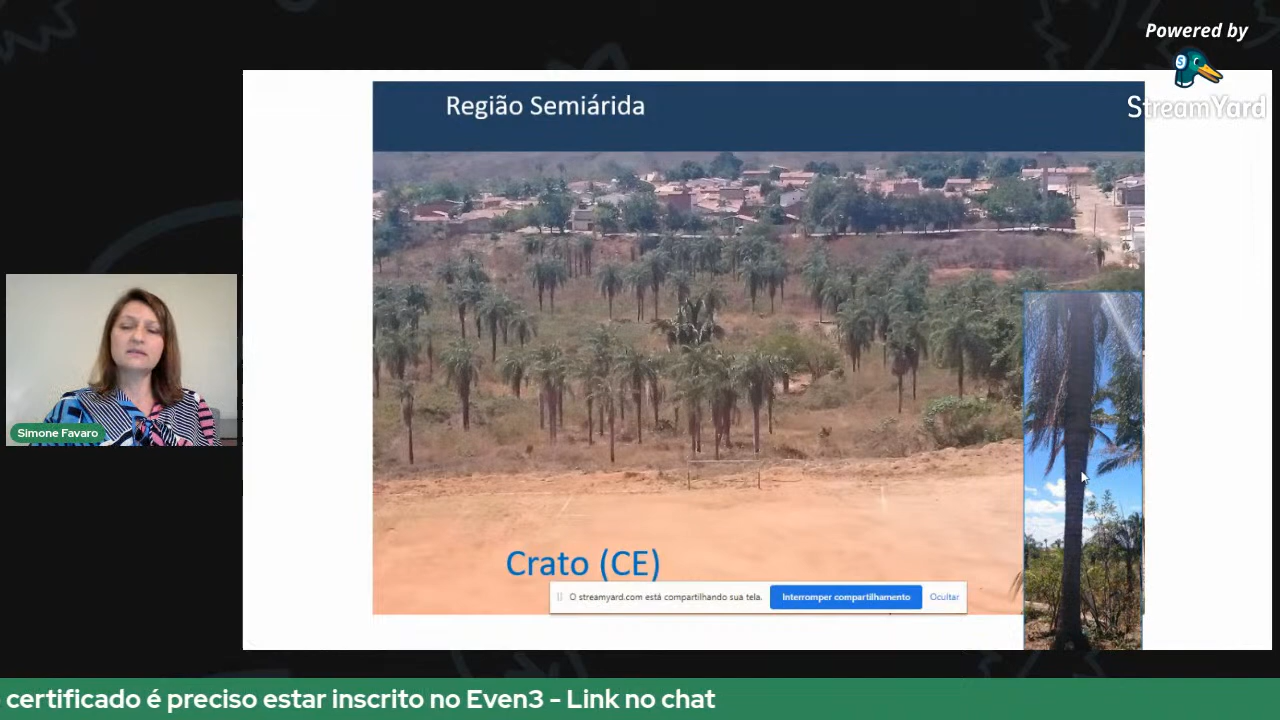 Powered by
StreamYard
Região Semiárida
Simone Favaro
Crato (CE)
O streamyard.com está compartilhando sua tela.
Interromper compartilhamento
Ocultar
certificado é preciso estar inscrito no Even3 - Link no chat